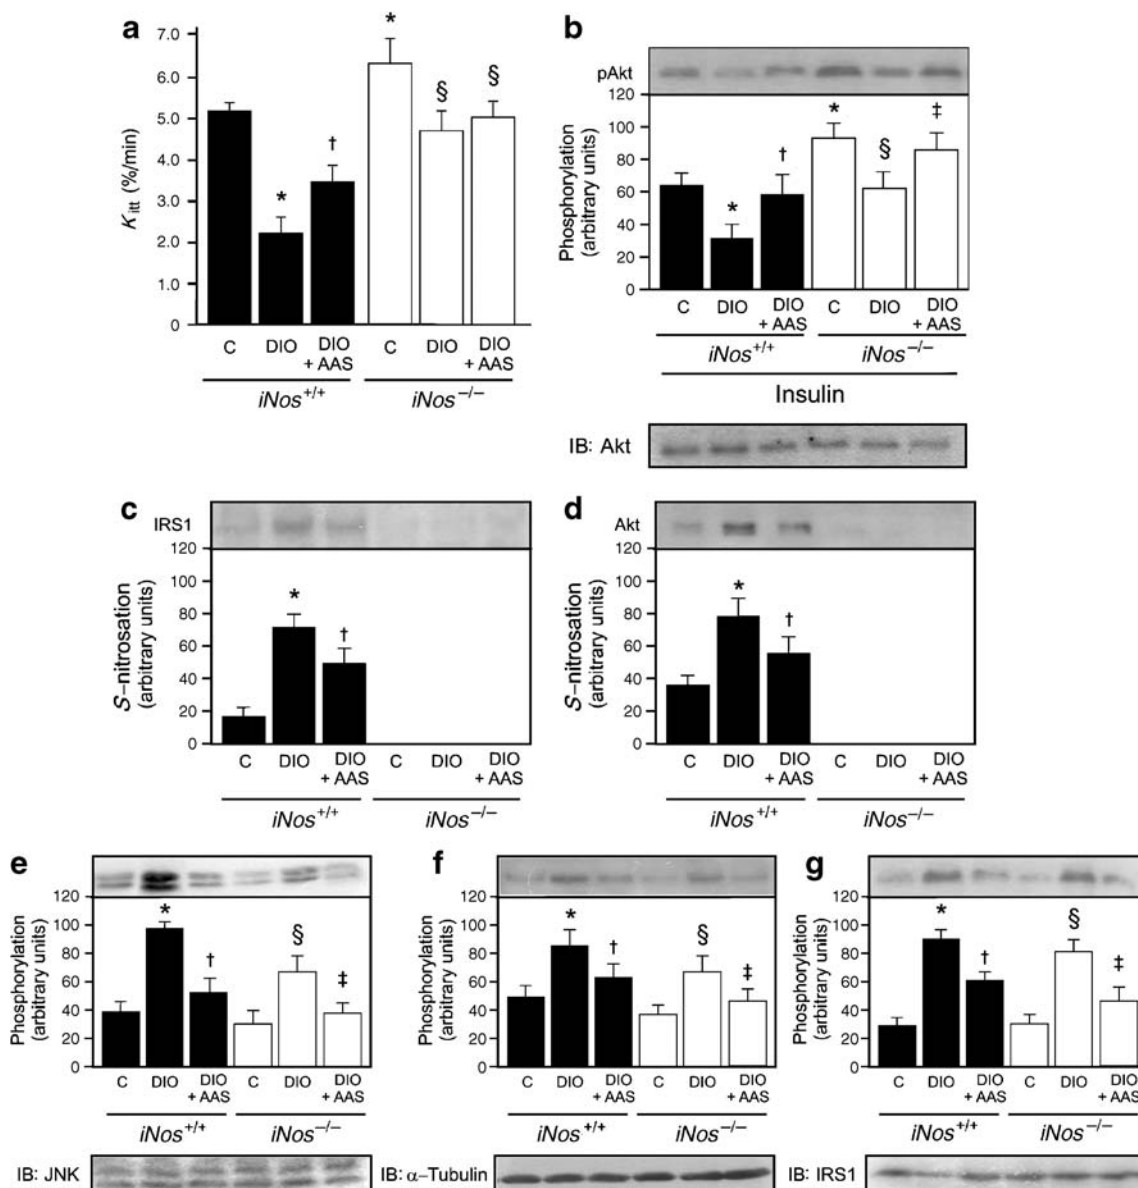 a
7.0
6.0
5.0
4.0
3.0
2.0
1.0
0
K_itt (%/min)
*
†
*
§
§
C
DIO
DIO + AAS
C
DIO
DIO + AAS
iNos+/+
iNos−/−
b
pAkt
120
100
80
60
40
20
0
Phosphorylation
(arbitrary units)
*
†
*
§
‡
C
DIO
DIO + AAS
C
DIO
DIO + AAS
iNos+/+
iNos−/−
Insulin
IB: Akt
c
IRS1
120
100
80
60
40
20
0
S−nitrosation
(arbitrary units)
*
†
C
DIO
DIO + AAS
C
DIO
DIO + AAS
iNos+/+
iNos−/−
d
Akt
120
100
80
60
40
20
0
S−nitrosation
(arbitrary units)
*
†
C
DIO
DIO + AAS
C
DIO
DIO + AAS
iNos+/+
iNos−/−
e
120
100
80
60
40
20
0
Phosphorylation
(arbitrary units)
*
†
§
‡
C
DIO
DIO + AAS
C
DIO
DIO + AAS
iNos+/+
iNos−/−
IB: JNK
f
120
100
80
60
40
20
0
Phosphorylation
(arbitrary units)
*
†
§
‡
C
DIO
DIO + AAS
C
DIO
DIO + AAS
iNos+/+
iNos−/−
IB: α−Tubulin
g
120
100
80
60
40
20
0
Phosphorylation
(arbitrary units)
*
†
§
‡
C
DIO
DIO + AAS
C
DIO
DIO + AAS
iNos+/+
iNos−/−
IB: IRS1